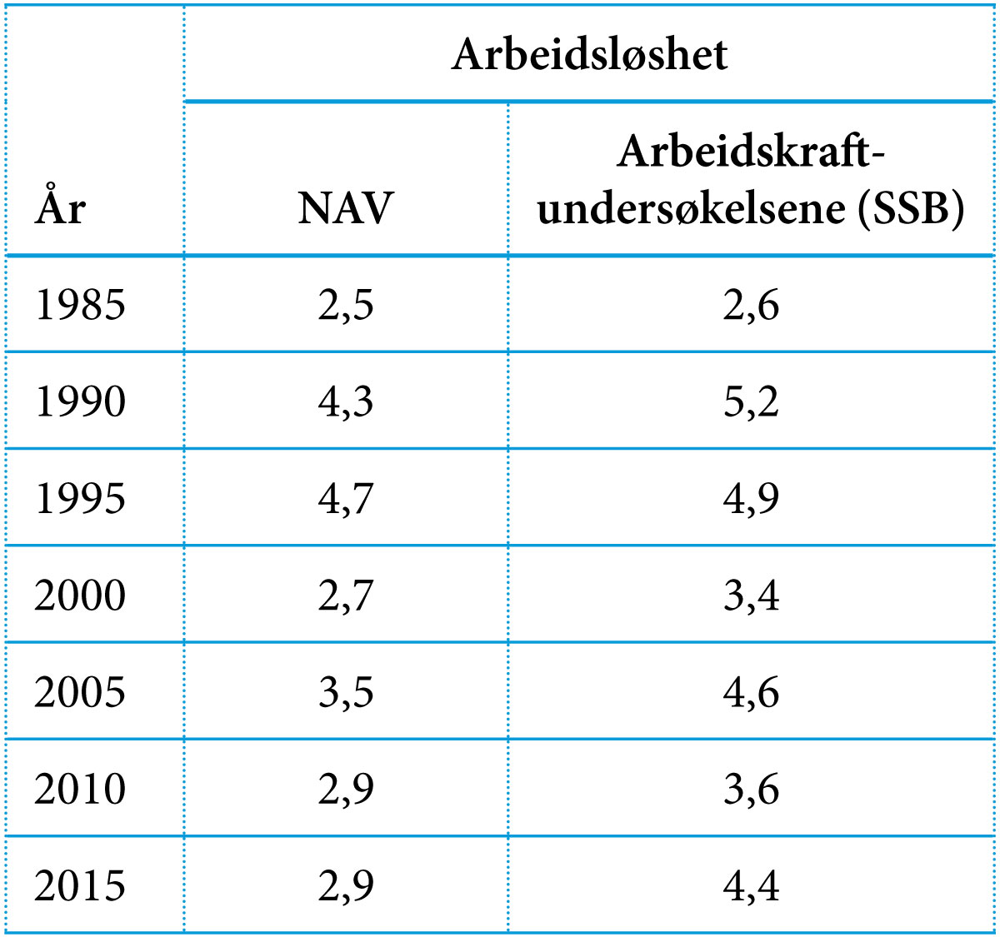 Arbeidsløshet
År NAV Arbeidskraft-
undersøkelsene (SSB)
1985 2,5 2,6
1990 4,3 5,2
1995 4,7 4,9
2000 2,7 3,4
2005 3,5 4,6
2010 2,9 3,6
2015 2,9 4,4